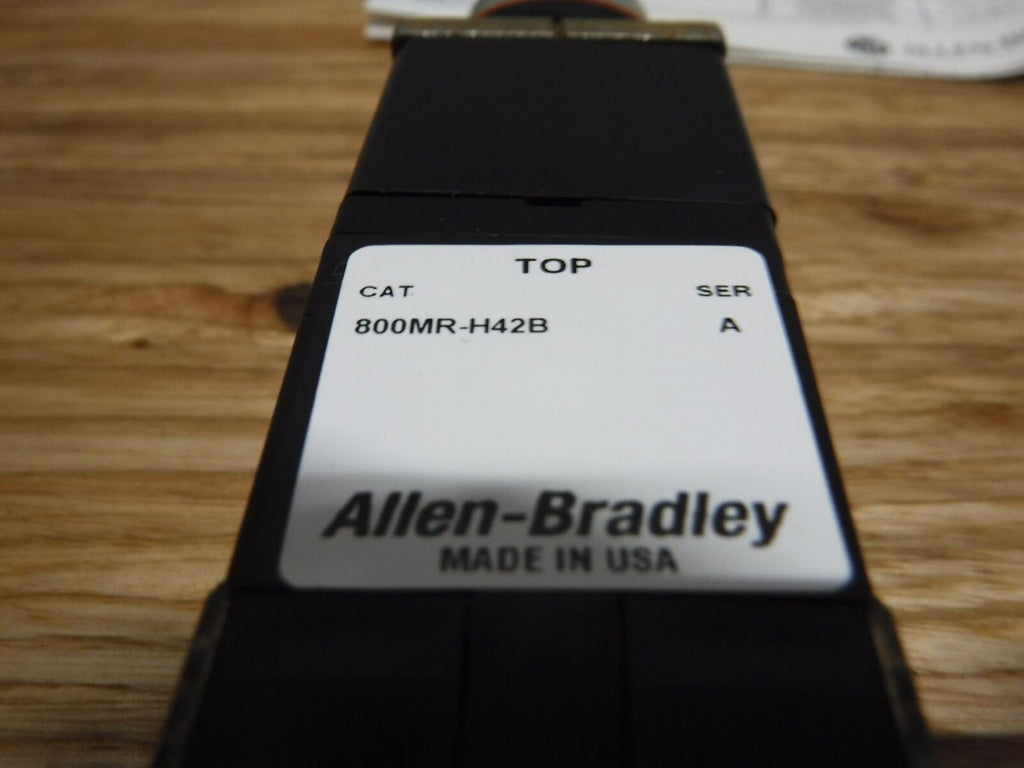 TOP
CAT SER
800MR-H42B A
Allen-Bradley
MADE IN USA